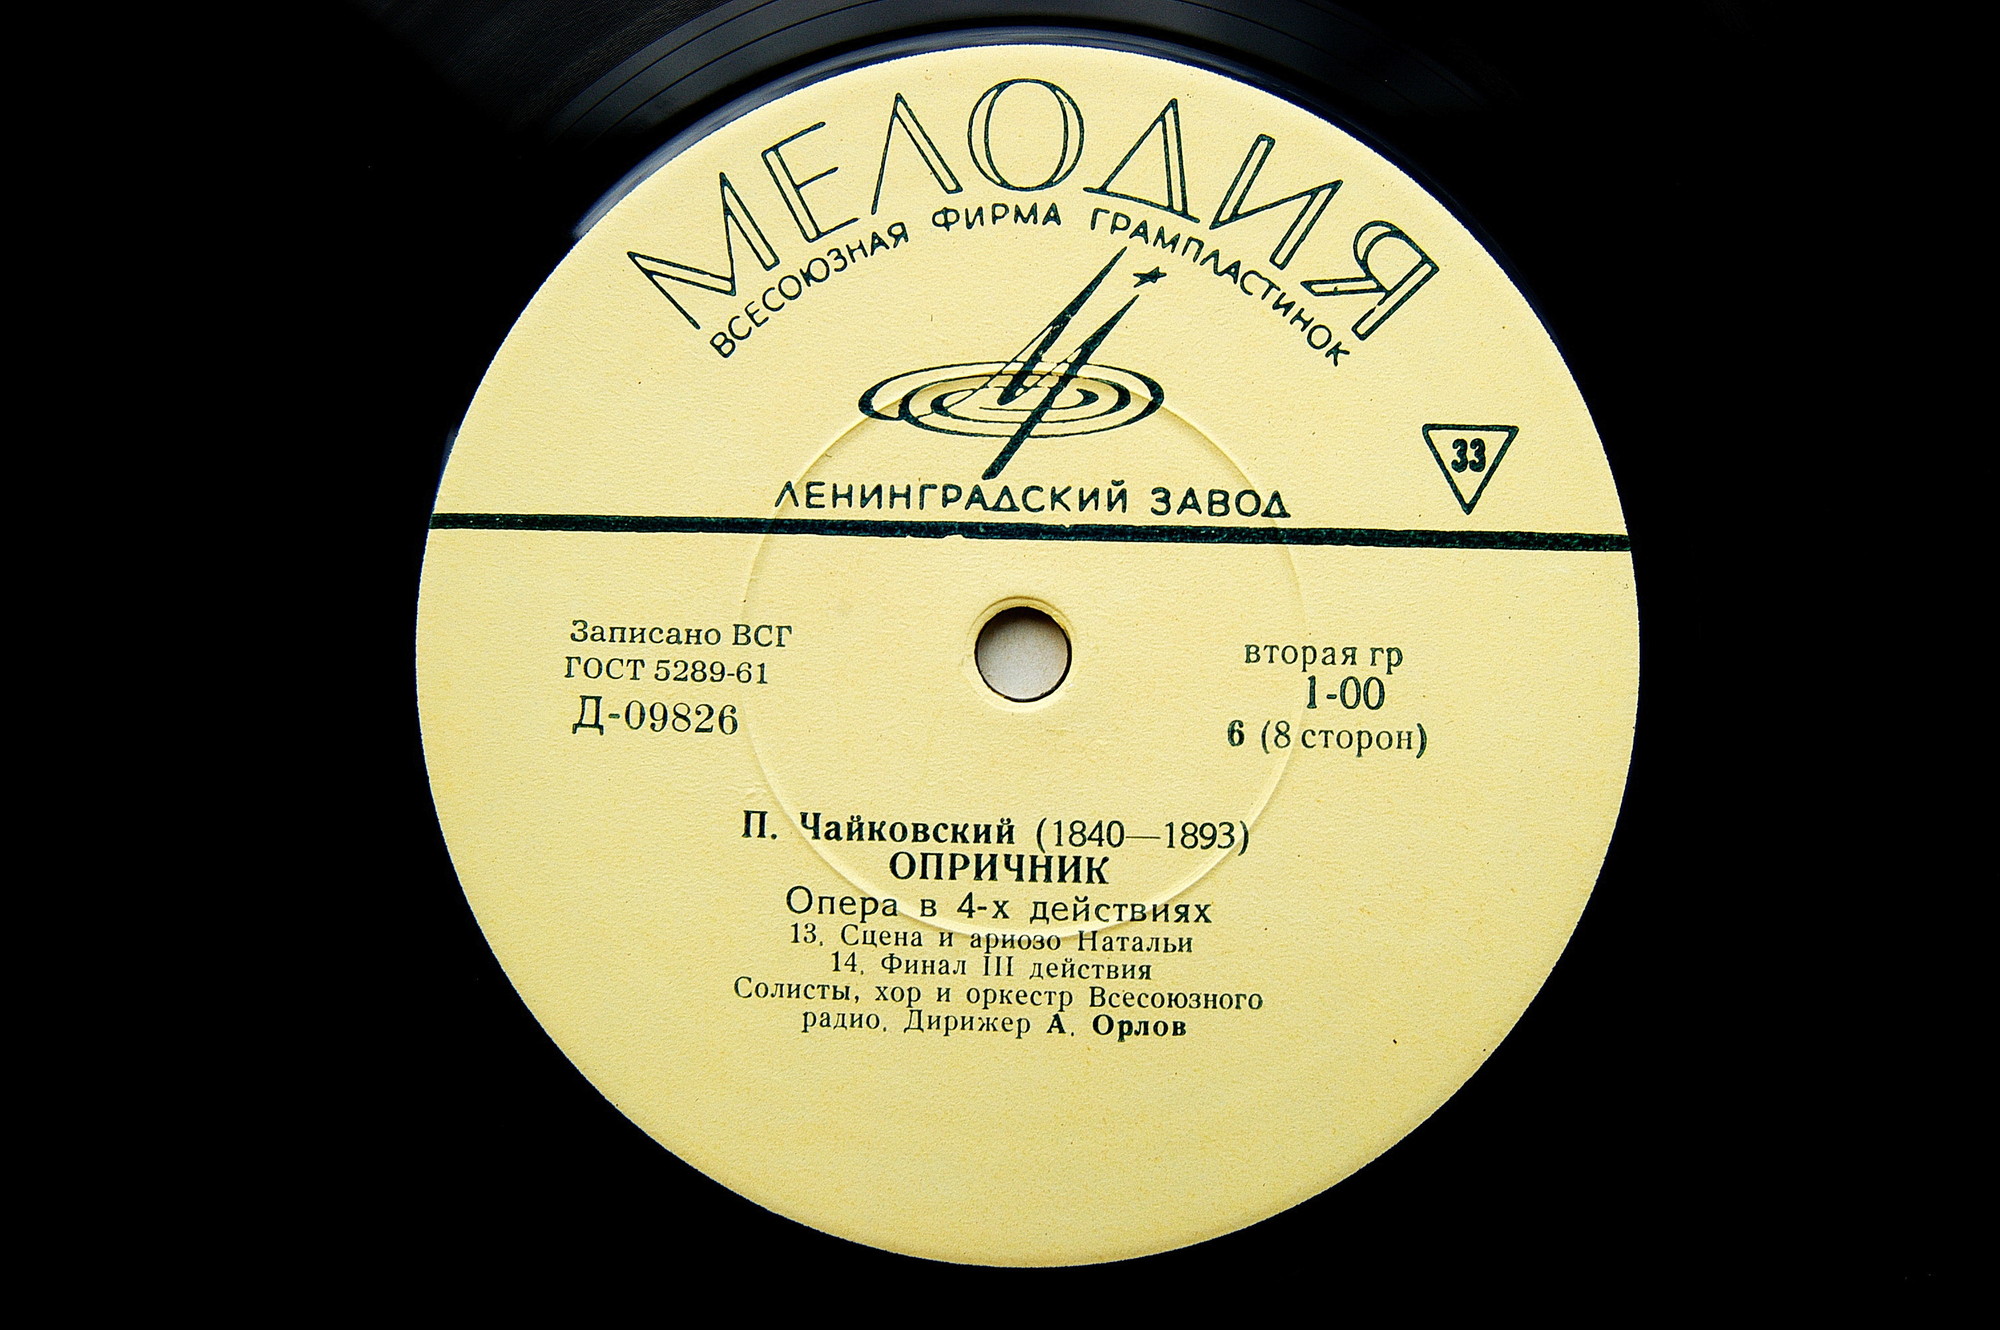 МЕЛОДИЯ
ВСЕСОЮЗНАЯ ФИРМА ГРАМПЛАСТИНОК
33
ЛЕНИНГРАДСКИЙ ЗАВОД
Записано ВСГ
ГОСТ 5289-61
Д-09826
вторая гр
1-00
6 (8 сторон)
П. Чайковский (1840—1893)
ОПРИЧНИК
Опера в 4-х действиях
13. Сцена и ариозо Натальи
14. Финал III действия
Солисты, хор и оркестр Всесоюзного
радио. Дирижер А. Орлов